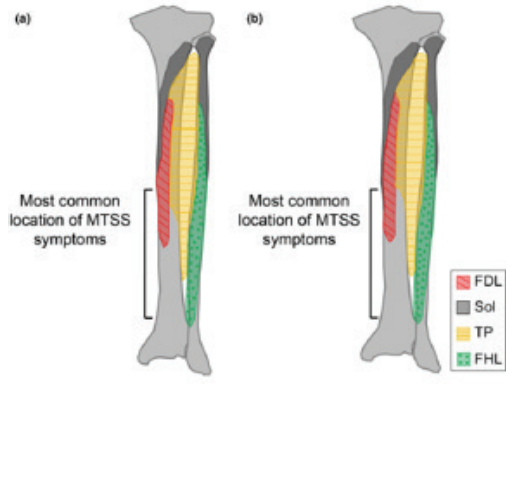 (a)
Most common
location of MTSS
symptoms
(b)
Most common
location of MTSS
symptoms
FDL
Sol
TP
FHL